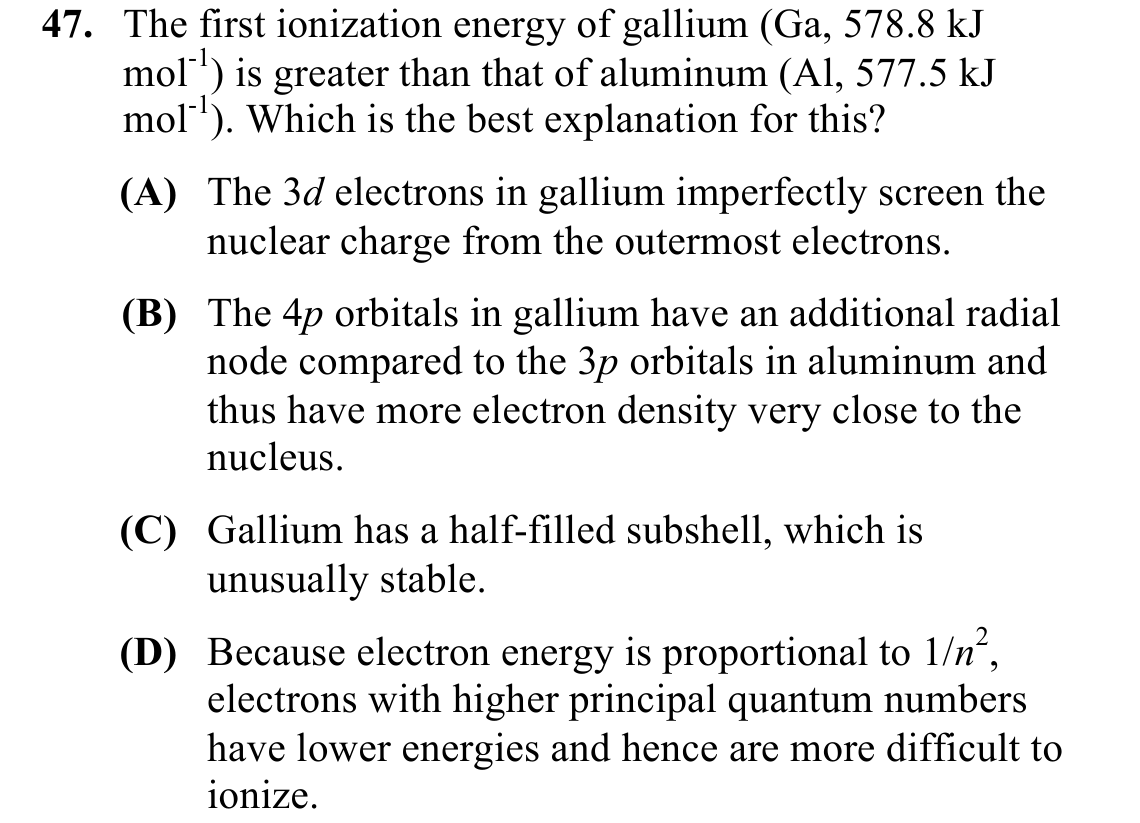 47. The first ionization energy of gallium (Ga, 578.8 kJ
mol⁻¹) is greater than that of aluminum (Al, 577.5 kJ
mol⁻¹). Which is the best explanation for this?
(A) The 3d electrons in gallium imperfectly screen the
nuclear charge from the outermost electrons.
(B) The 4p orbitals in gallium have an additional radial
node compared to the 3p orbitals in aluminum and
thus have more electron density very close to the
nucleus.
(C) Gallium has a half-filled subshell, which is
unusually stable.
(D) Because electron energy is proportional to 1/n²,
electrons with higher principal quantum numbers
have lower energies and hence are more difficult to
ionize.